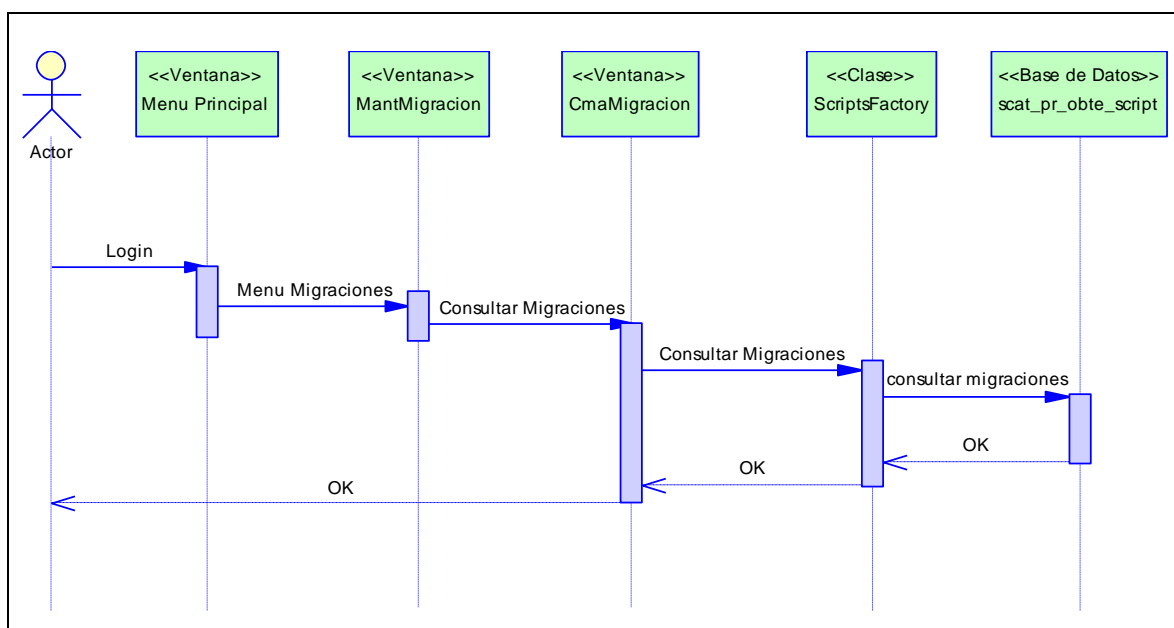 <<Ventana>>
Menu Principal
<<Ventana>>
MantMigracion
<<Ventana>>
CmaMigracion
<<Clase>>
ScriptsFactory
<<Base de Datos>>
scat_pr_obte_script
Actor
Login
Menu Migraciones
Consultar Migraciones
Consultar Migraciones
consultar migraciones
OK
OK
OK